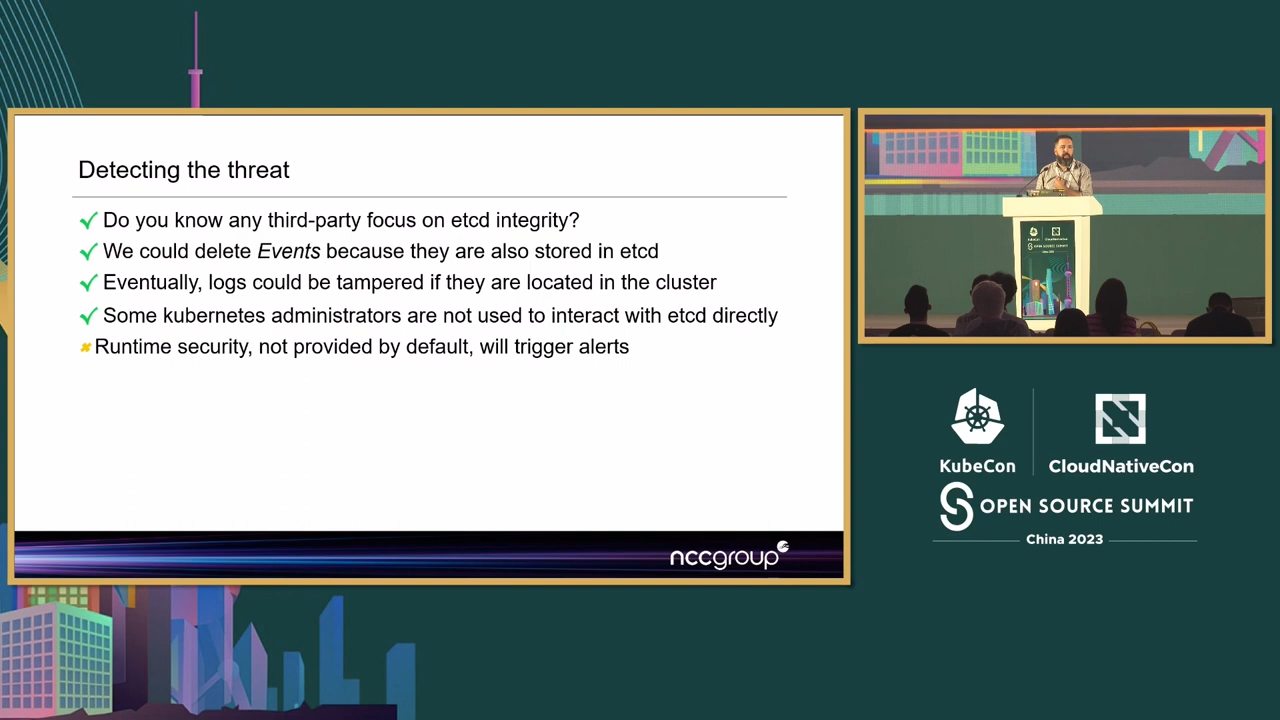 Detecting the threat
Do you know any third-party focus on etcd integrity?
We could delete Events because they are also stored in etcd
Eventually, logs could be tampered if they are located in the cluster
Some kubernetes administrators are not used to interact with etcd directly
Runtime security, not provided by default, will trigger alerts
nccgroup
KubeCon
CloudNativeCon
OPEN SOURCE SUMMIT
China 2023